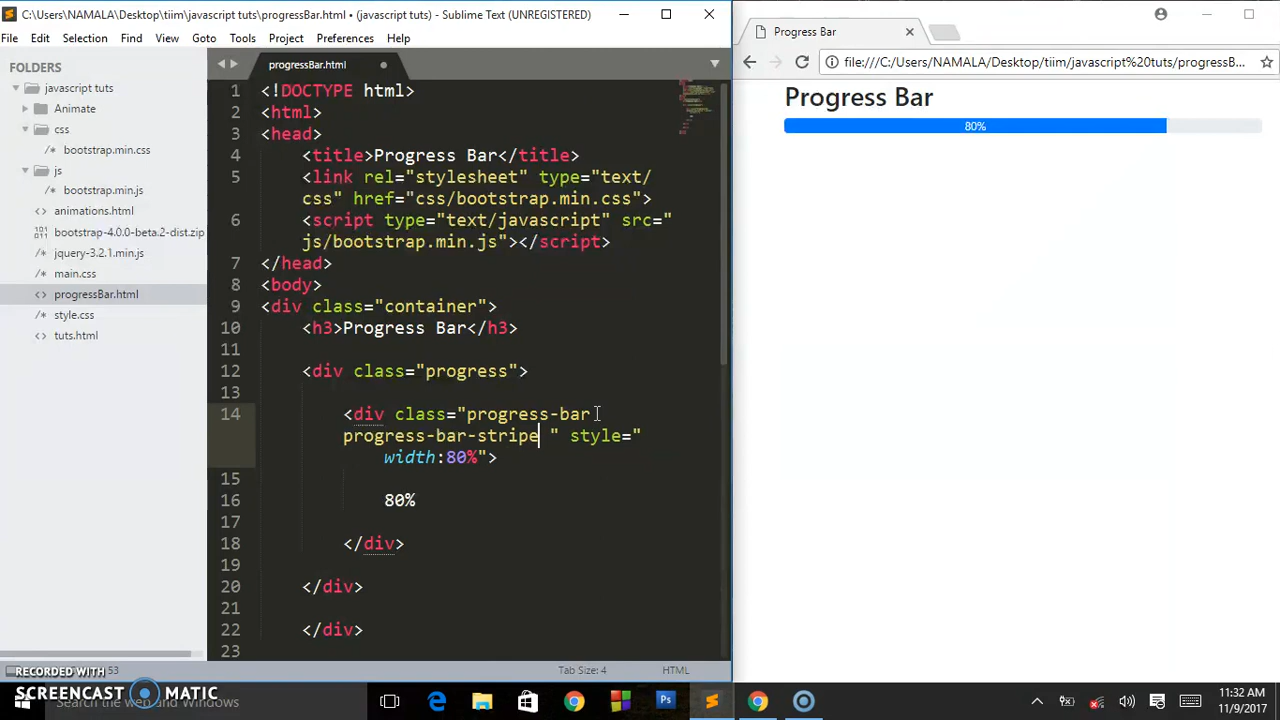 C:\Users\NAMALA\Desktop\tiim\javascript tuts\progressBar.html • (javascript tuts) - Sublime Text (UNREGISTERED)
File Edit Selection Find View Goto Tools Project Preferences Help
FOLDERS
javascript tuts
Animate
css
bootstrap.min.css
js
bootstrap.min.js
animations.html
bootstrap-4.0.0-beta.2-dist.zip
jquery-3.2.1.min.js
main.css
progressBar.html
style.css
tuts.html
progressBar.html
1 <!DOCTYPE html>
2 <html>
3 <head>
4 <title>Progress Bar</title>
5 <link rel="stylesheet" type="text/
css" href="css/bootstrap.min.css">
6 <script type="text/javascript" src="
js/bootstrap.min.js"></script>
7 </head>
8 <body>
9 <div class="container">
10 <h3>Progress Bar</h3>
11
12 <div class="progress">
13
14 <div class="progress-bar
progress-bar-stripe " style="
width:80%">
15
16 80%
17
18 </div>
19
20 </div>
21
22 </div>
23
53
Tab Size: 4 HTML
Progress Bar
file:///C:/Users/NAMALA/Desktop/tiim/javascript%20tuts/progressB...
Progress Bar
80%
RECORDED WITH
SCREENCAST MATIC
Search the web and Windows
Ps
11:32 AM
11/9/2017